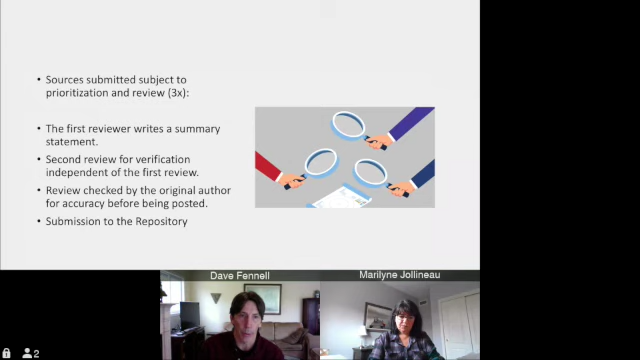 • Sources submitted subject to
prioritization and review (3x):
• The first reviewer writes a summary
statement.
• Second review for verification
independent of the first review.
• Review checked by the original author
for accuracy before being posted.
• Submission to the Repository
Dave Fennell
Marilyne Jollineau
2